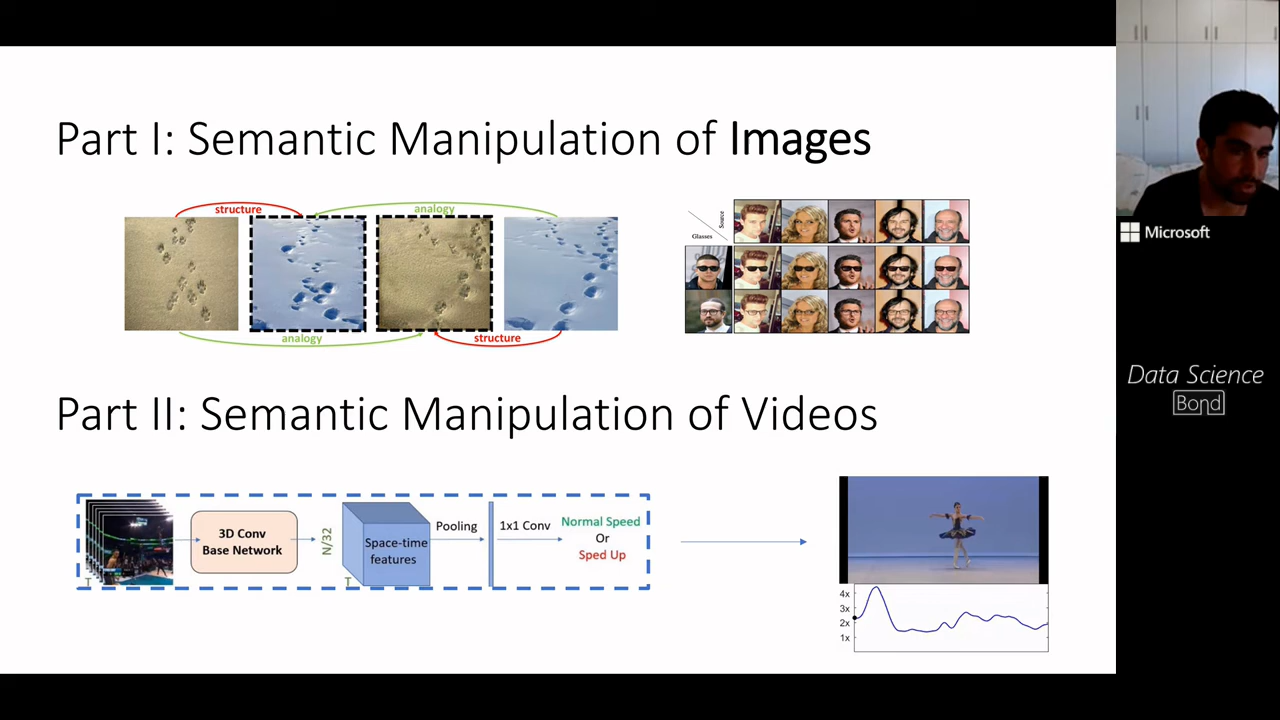 Part I: Semantic Manipulation of Images
structure
analogy
analogy
structure
Source
Glasses
Microsoft
Data Science
Bond
Part II: Semantic Manipulation of Videos
T
3D Conv
Base Network
N/32
Space-time
features
T
Pooling
1x1 Conv
Normal Speed
Or
Sped Up
4x
3x
2x
1x